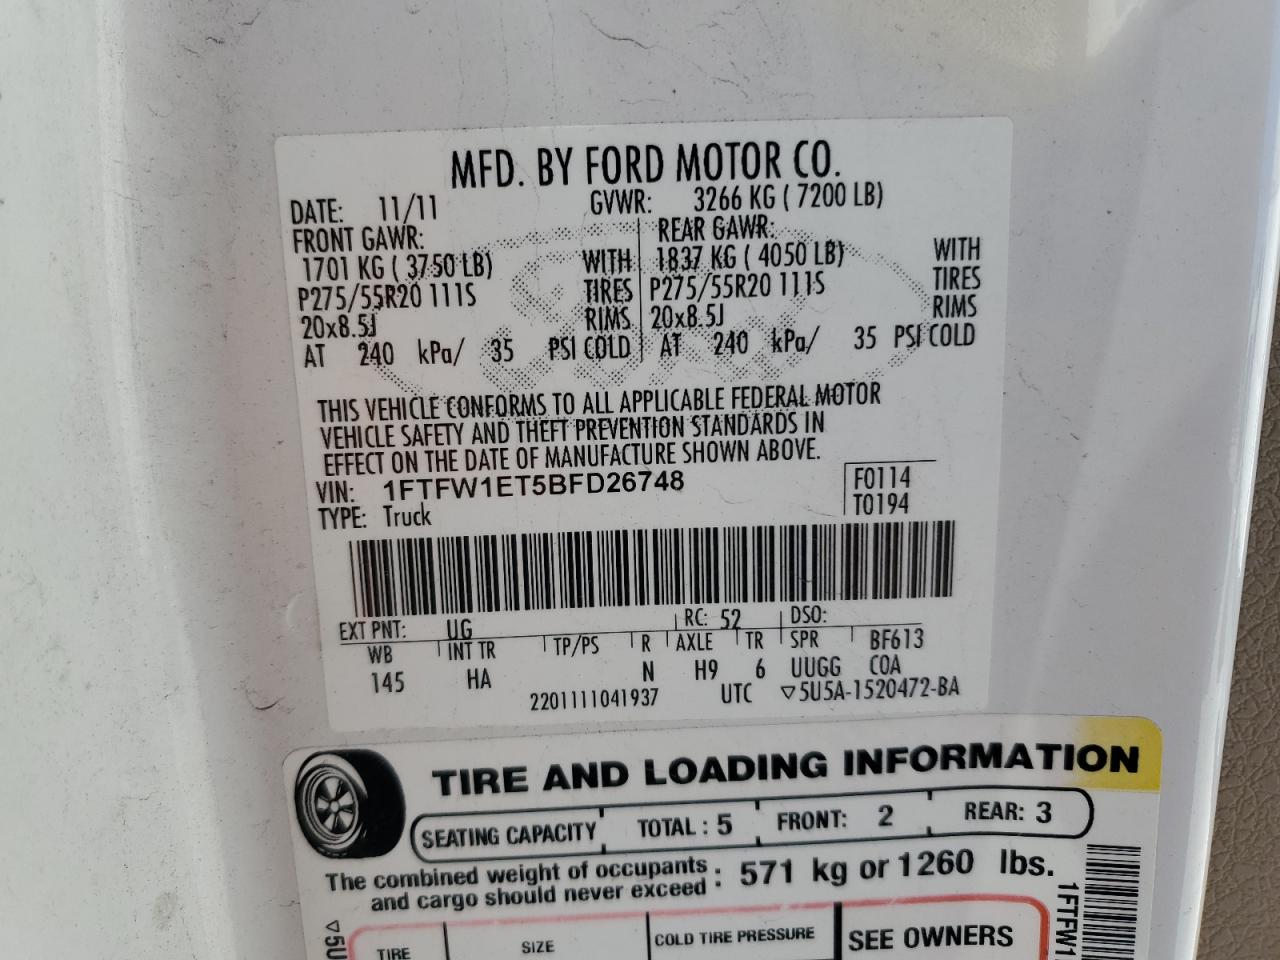 MFD. BY FORD MOTOR CO.
DATE: 11/11 GVWR: 3266 KG ( 7200 LB)
FRONT GAWR: REAR GAWR:
1701 KG ( 3750 LB) WITH 1837 KG ( 4050 LB) WITH
P275/55R20 111S TIRES P275/55R20 111S TIRES
20x8.5J RIMS 20x8.5J RIMS
AT 240 kPa/ 35 PSI COLD AT 240 kPa/ 35 PSI COLD
THIS VEHICLE CONFORMS TO ALL APPLICABLE FEDERAL MOTOR
VEHICLE SAFETY AND THEFT PREVENTION STANDARDS IN
EFFECT ON THE DATE OF MANUFACTURE SHOWN ABOVE.
VIN: 1FTFW1ET5BFD26748 F0114
TYPE: Truck T0194
EXT PNT: UG RC: 52 DSO:
WB INT TR TP/PS R AXLE TR SPR BF613
145 HA N H9 6 UUGG COA
2201111041937 UTC ▽5U5A-1520472-BA
TIRE AND LOADING INFORMATION
SEATING CAPACITY TOTAL : 5 FRONT: 2 REAR: 3
The combined weight of occupants
and cargo should never exceed : 571 kg or 1260 lbs.
TIRE SIZE COLD TIRE PRESSURE SEE OWNERS
▽5U
1FTFW1